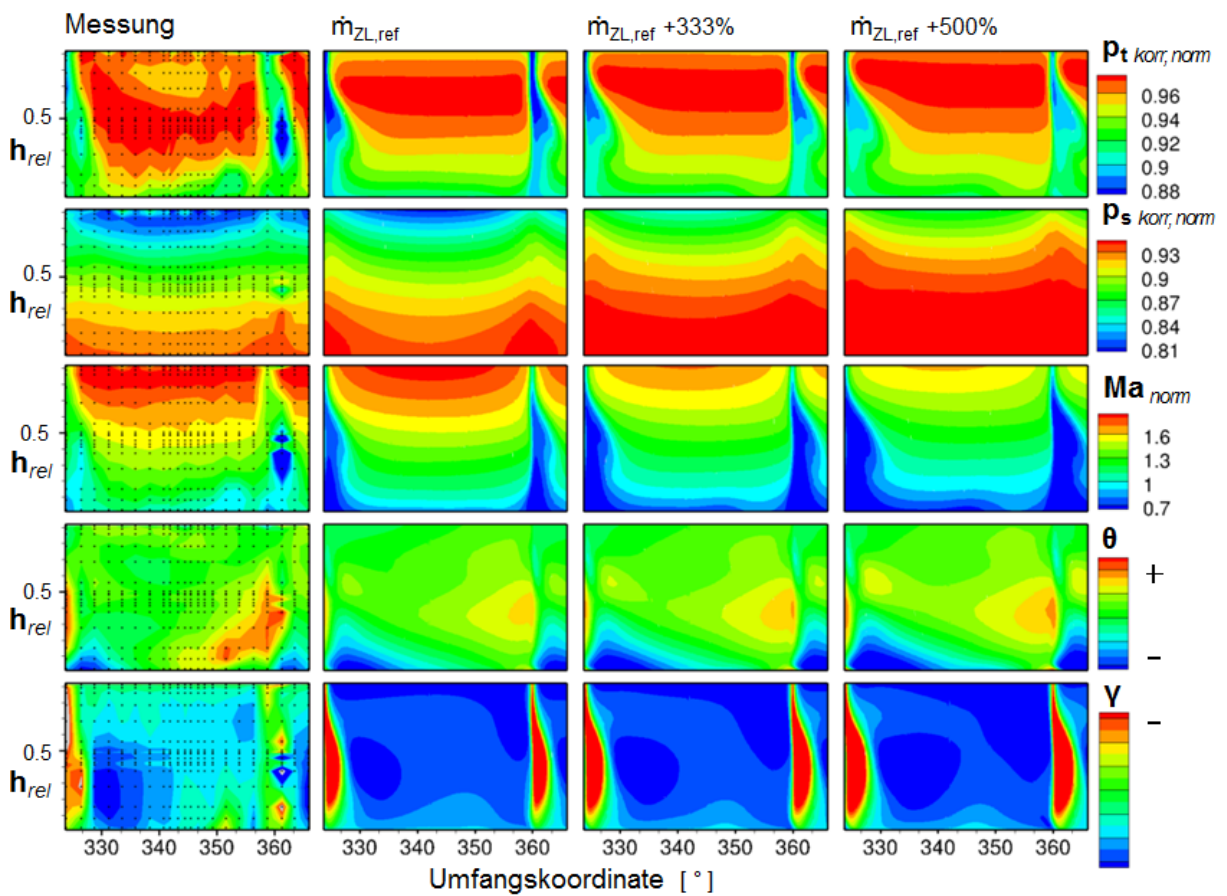 Messung ṁZL,ref ṁZL,ref +333% ṁZL,ref +500%
pt korr,norm
0.96
0.94
0.92
0.9
0.88
0.5
hrel
ps korr,norm
0.93
0.9
0.87
0.84
0.81
0.5
hrel
Ma norm
1.6
1.3
1
0.7
0.5
hrel
θ
+
−
0.5
hrel
γ
−
0.5
hrel
330 340 350 360 330 340 350 360 330 340 350 360 330 340 350 360
Umfangskoordinate [ ° ]